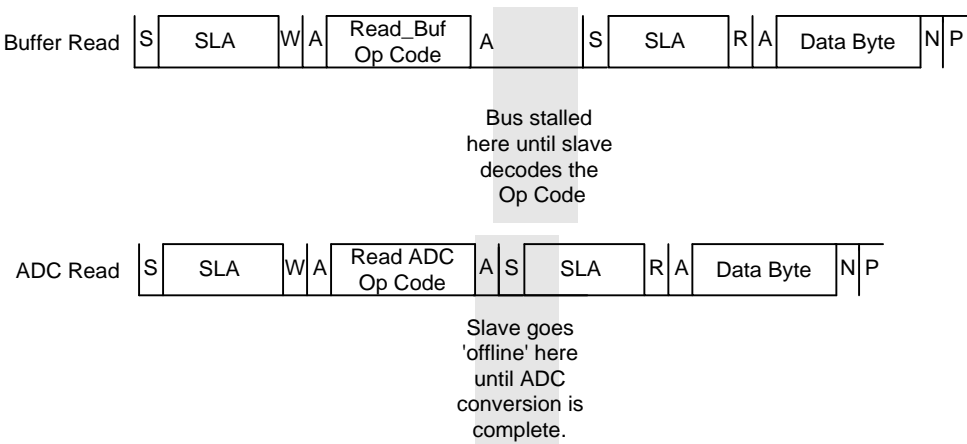 Buffer Read S SLA W A Read_Buf Op Code A S SLA R A Data Byte N P
Bus stalled
here until slave
decodes the
Op Code
ADC Read S SLA W A Read ADC Op Code A S SLA R A Data Byte N P
Slave goes
'offline' here
until ADC
conversion is
complete.